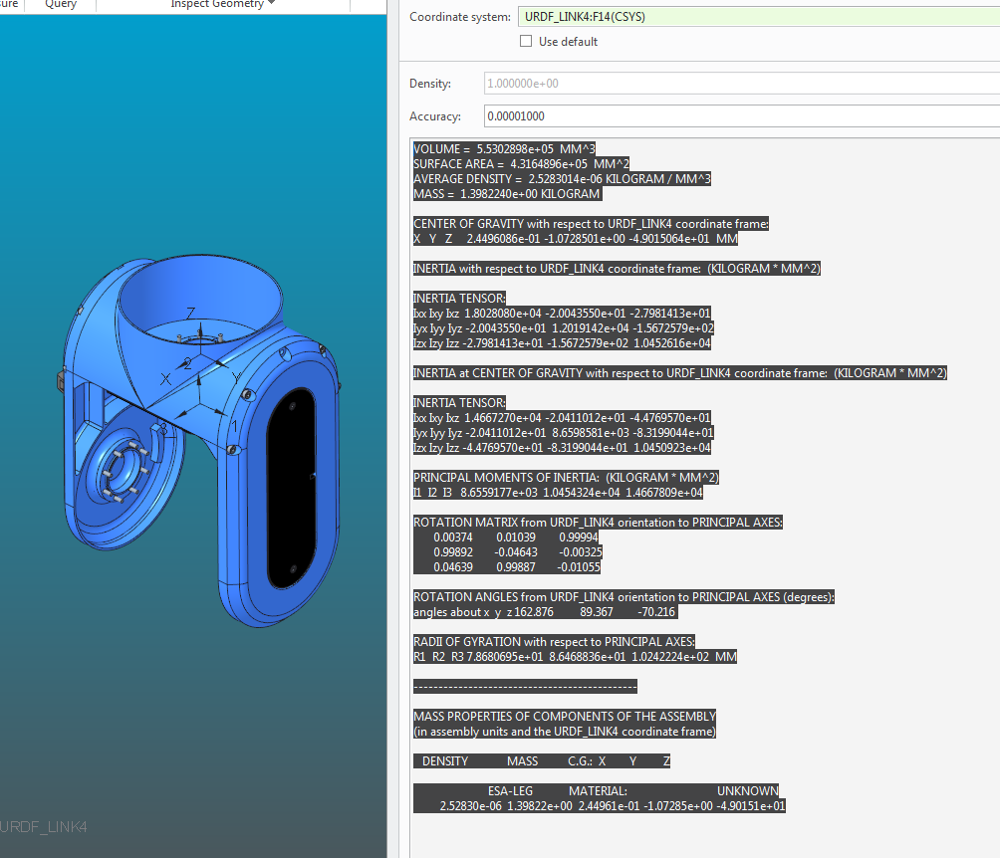 sure Query Inspect Geometry
Coordinate system: URDF_LINK4:F14(CSYS)
Use default
Density: 1.000000e+00
Accuracy: 0.00001000
VOLUME = 5.5302898e+05 MM^3
SURFACE AREA = 4.3164896e+05 MM^2
AVERAGE DENSITY = 2.5283014e-06 KILOGRAM / MM^3
MASS = 1.3982240e+00 KILOGRAM
CENTER OF GRAVITY with respect to URDF_LINK4 coordinate frame:
X Y Z 2.4496086e-01 -1.0728501e+00 -4.9015064e+01 MM
INERTIA with respect to URDF_LINK4 coordinate frame: (KILOGRAM * MM^2)
INERTIA TENSOR:
Ixx Ixy Ixz 1.8028080e+04 -2.0043550e+01 -2.7981413e+01
Iyx Iyy Iyz -2.0043550e+01 1.2019142e+04 -1.5672579e+02
Izx Izy Izz -2.7981413e+01 -1.5672579e+02 1.0452616e+04
INERTIA at CENTER OF GRAVITY with respect to URDF_LINK4 coordinate frame: (KILOGRAM * MM^2)
INERTIA TENSOR:
Ixx Ixy Ixz 1.4667270e+04 -2.0411012e+01 -4.4769570e+01
Iyx Iyy Iyz -2.0411012e+01 8.6598581e+03 -8.3199044e+01
Izx Izy Izz -4.4769570e+01 -8.3199044e+01 1.0450923e+04
PRINCIPAL MOMENTS OF INERTIA: (KILOGRAM * MM^2)
I1 I2 I3 8.6559177e+03 1.0454324e+04 1.4667809e+04
ROTATION MATRIX from URDF_LINK4 orientation to PRINCIPAL AXES:
0.00374 0.01039 0.99994
0.99892 -0.04643 -0.00325
0.04639 0.99887 -0.01055
ROTATION ANGLES from URDF_LINK4 orientation to PRINCIPAL AXES (degrees):
angles about x y z 162.876 89.367 -70.216
RADII OF GYRATION with respect to PRINCIPAL AXES:
R1 R2 R3 7.8680695e+01 8.6468836e+01 1.0242224e+02 MM
---------------------------------------------
MASS PROPERTIES OF COMPONENTS OF THE ASSEMBLY
(in assembly units and the URDF_LINK4 coordinate frame)
DENSITY MASS C.G.: X Y Z
ESA-LEG MATERIAL: UNKNOWN
2.52830e-06 1.39822e+00 2.44961e-01 -1.07285e+00 -4.90151e+01
Z
2
X Y
1
3
URDF_LINK4